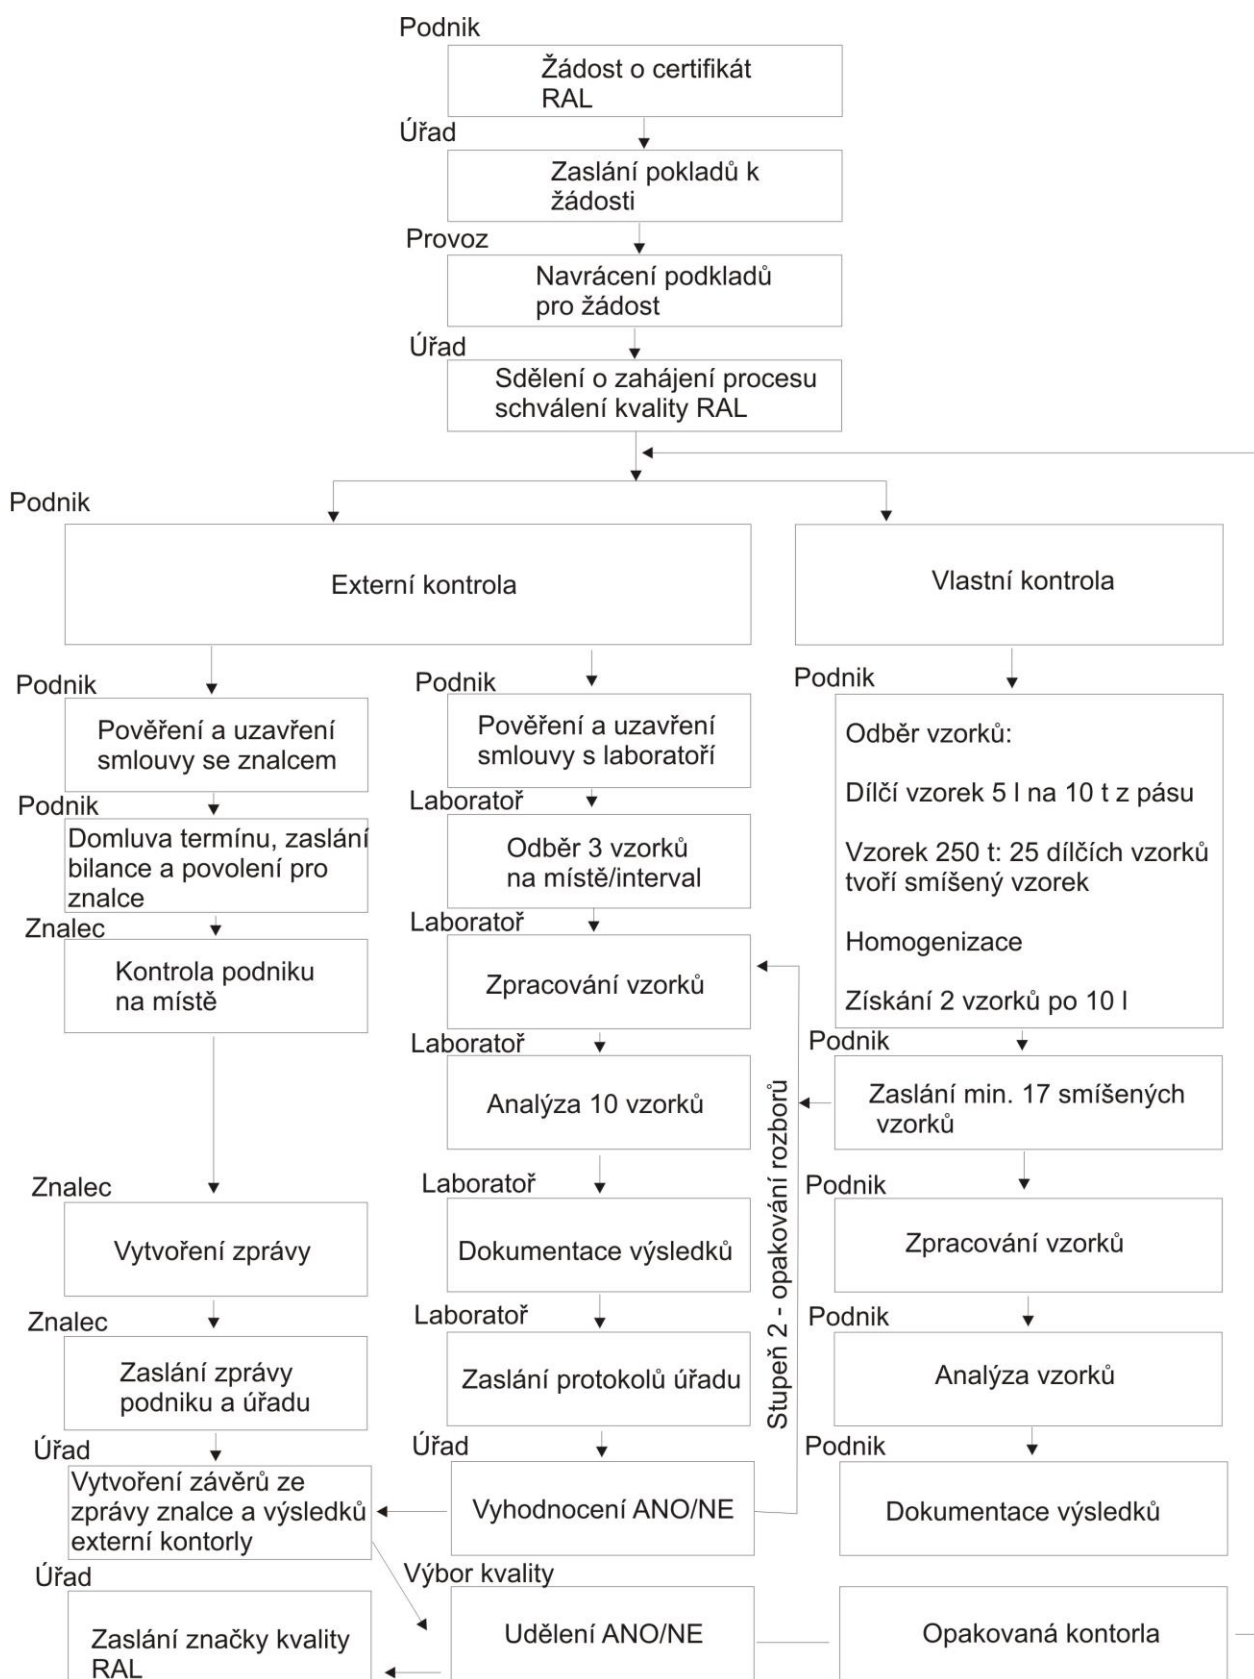 Podnik
Žádost o certifikát
RAL
Úřad
Zaslání pokladů k
žádosti
Provoz
Navrácení podkladů
pro žádost
Úřad
Sdělení o zahájení procesu
schválení kvality RAL
Podnik
Externí kontrola
Vlastní kontrola
Podnik
Pověření a uzavření
smlouvy se znalcem
Podnik
Domluva termínu, zaslání
bilance a povolení pro
znalce
Znalec
Kontrola podniku
na místě
Znalec
Vytvoření zprávy
Znalec
Zaslání zprávy
podniku a úřadu
Úřad
Vytvoření závěrů ze
zprávy znalce a výsledků
externí kontorly
Úřad
Zaslání značky kvality
RAL
Podnik
Pověření a uzavření
smlouvy s laboratoří
Laboratoř
Odběr 3 vzorků
na místě/interval
Laboratoř
Zpracování vzorků
Laboratoř
Analýza 10 vzorků
Laboratoř
Dokumentace výsledků
Laboratoř
Zaslání protokolů úřadu
Úřad
Vyhodnocení ANO/NE
Výbor kvality
Udělení ANO/NE
Stupeň 2 - opakování rozborů
Podnik
Odběr vzorků:
Dílčí vzorek 5 l na 10 t z pásu
Vzorek 250 t: 25 dílčích vzorků
tvoří smíšený vzorek
Homogenizace
Získání 2 vzorků po 10 l
Podnik
Zaslání min. 17 smíšených
vzorků
Podnik
Zpracování vzorků
Podnik
Analýza vzorků
Podnik
Dokumentace výsledků
Opakovaná kontorla